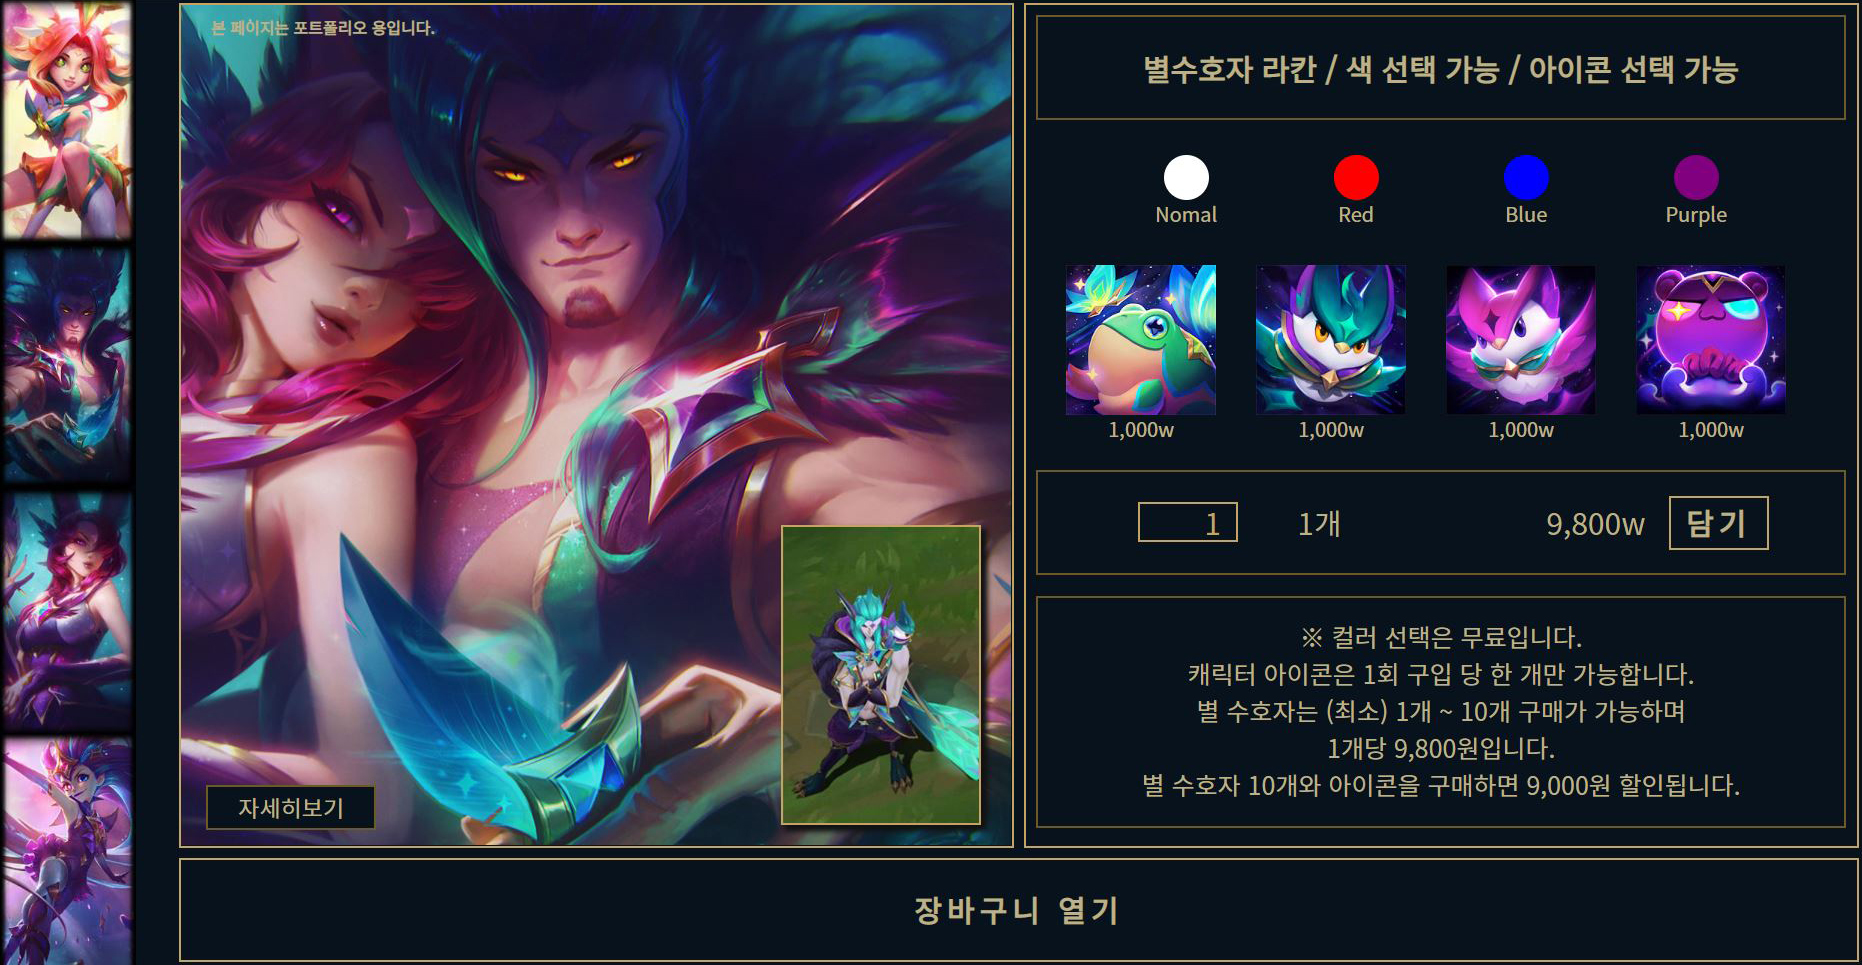 본 페이지는 포트폴리오 용입니다.
별수호자 라칸 / 색 선택 가능 / 아이콘 선택 가능
Nomal Red Blue Purple
1,000w 1,000w 1,000w 1,000w
1 1개 9,800w 담기
※ 컬러 선택은 무료입니다.
캐릭터 아이콘은 1회 구입 당 한 개만 가능합니다.
별 수호자는 (최소) 1개 ~ 10개 구매가 가능하며
1개당 9,800원입니다.
별 수호자 10개와 아이콘을 구매하면 9,000원 할인됩니다.
자세히보기
장바구니 열기